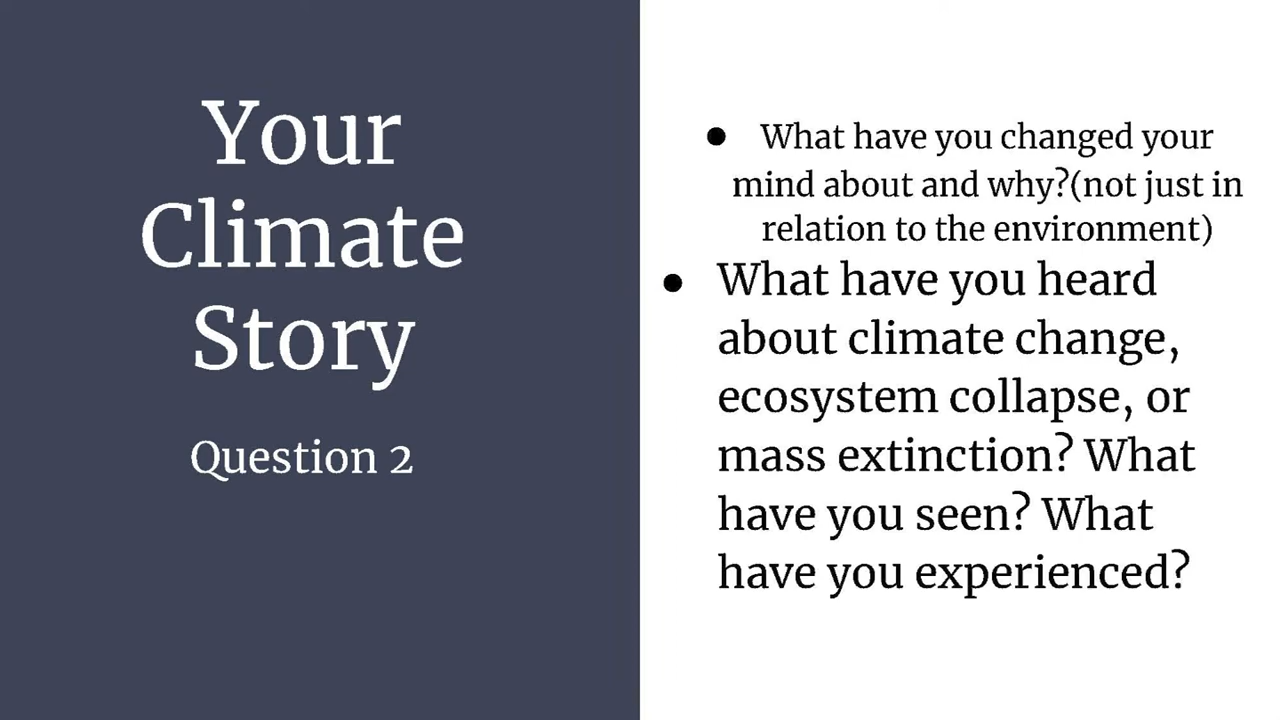 Your
Climate
Story
Question 2
● What have you changed your
mind about and why?(not just in
relation to the environment)
● What have you heard
about climate change,
ecosystem collapse, or
mass extinction? What
have you seen? What
have you experienced?